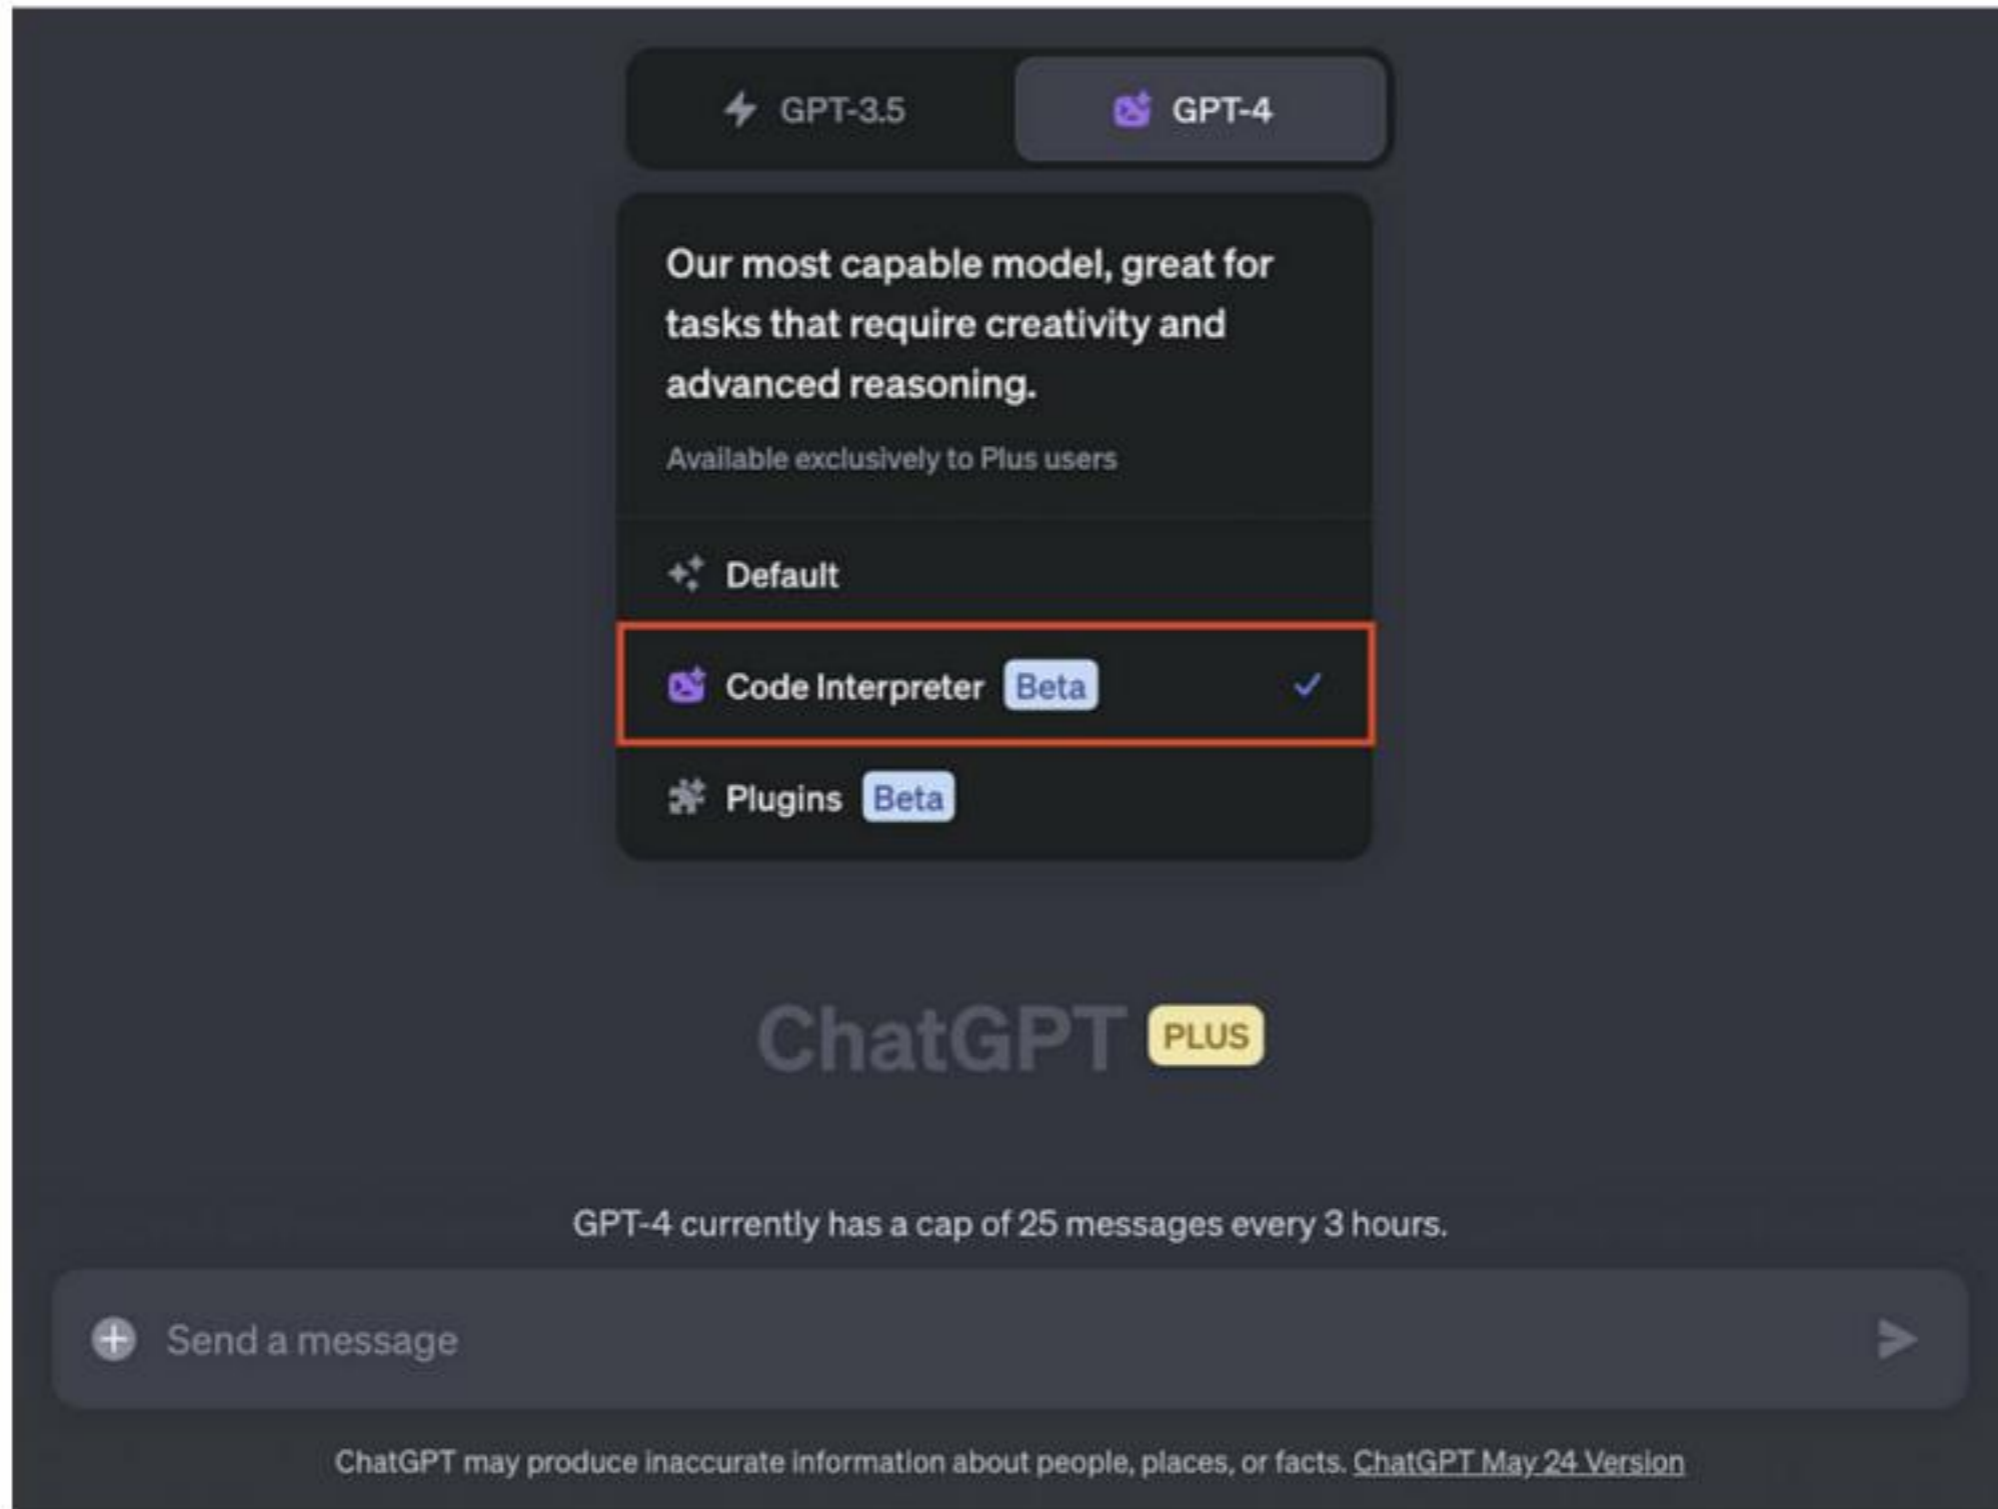 GPT-3.5 GPT-4
Our most capable model, great for
tasks that require creativity and
advanced reasoning.
Available exclusively to Plus users
Default
Code Interpreter Beta
Plugins Beta
ChatGPT PLUS
GPT-4 currently has a cap of 25 messages every 3 hours.
Send a message
ChatGPT may produce inaccurate information about people, places, or facts. ChatGPT May 24 Version